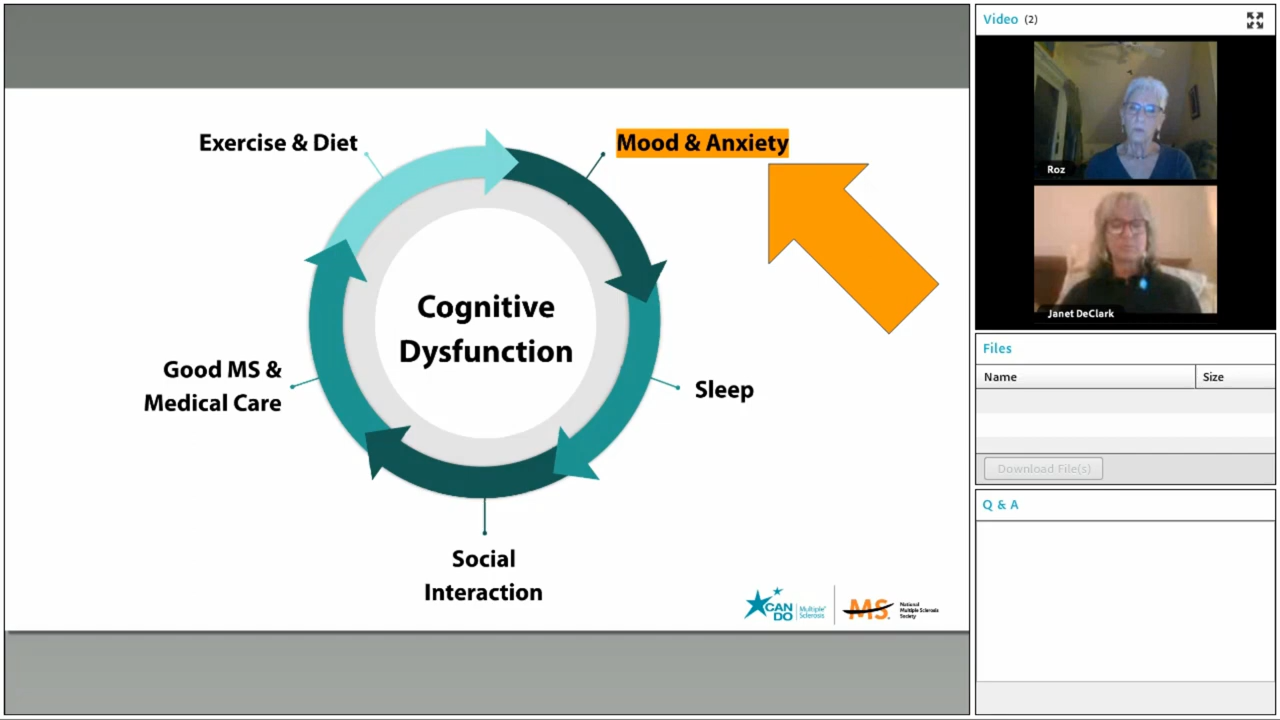 Exercise & Diet
Mood & Anxiety
Cognitive
Dysfunction
Good MS &
Medical Care
Sleep
Social
Interaction
CAN
DO
Multiple
Sclerosis
MS
National
Multiple Sclerosis
Society
Video (2)
Roz
Janet DeClark
Files
Name
Size
Download File(s)
Q & A